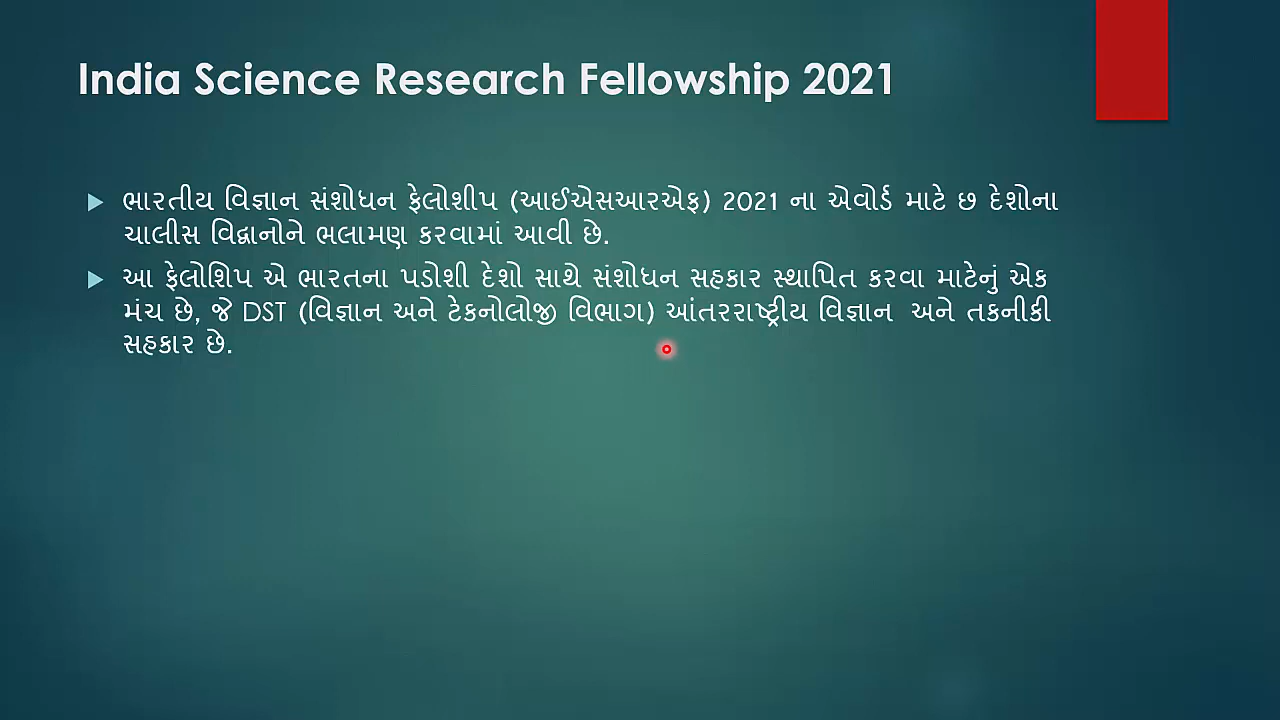 India Science Research Fellowship 2021
ભારતીય વિજ્ઞાન સંશોધન ફેલોશીપ (આઈએસઆરએફ) 2021 ના એવોર્ડ માટે છ દેશોના
ચાલીસ વિદ્વાનોને ભલામણ કરવામાં આવી છે.
આ ફેલોશિપ એ ભારતના પડોશી દેશો સાથે સંશોધન સહકાર સ્થાપિત કરવા માટેનું એક
મંચ છે, જે DST (વિજ્ઞાન અને ટેકનોલોજી વિભાગ) આંતરરાષ્ટ્રીય વિજ્ઞાન અને તકનીકી
સહકાર છે.